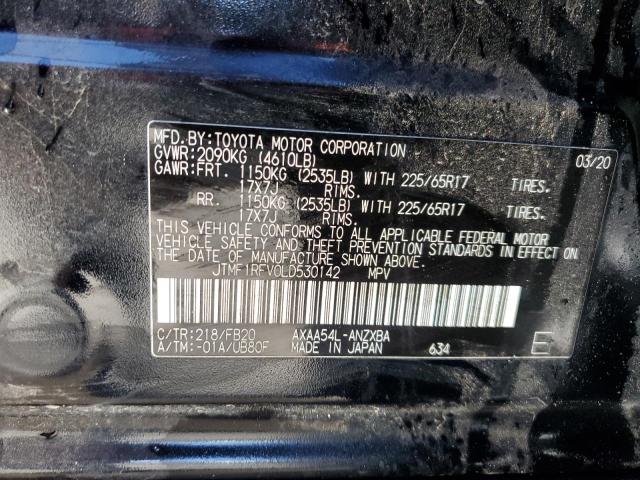 MFD.BY:TOYOTA MOTOR CORPORATION 03/20
GVWR:2090KG (4610LB)
GAWR:FRT. 1150KG (2535LB) WITH 225/65R17 TIRES.
17X7J RIMS.
RR. 1150KG (2535LB) WITH 225/65R17 TIRES.
17X7J RIMS.
THIS VEHICLE CONFORMS TO ALL APPLICABLE FEDERAL MOTOR
VEHICLE SAFETY AND THEFT PREVENTION STANDARDS IN EFFECT ON
THE DATE OF MANUFACTURE SHOWN ABOVE.
JTMF1RFV0LD530142 MPV
C/TR:218/FB20 AXAA54L-ANZXBA
A/TM:-01A/UB80F MADE IN JAPAN 634 E